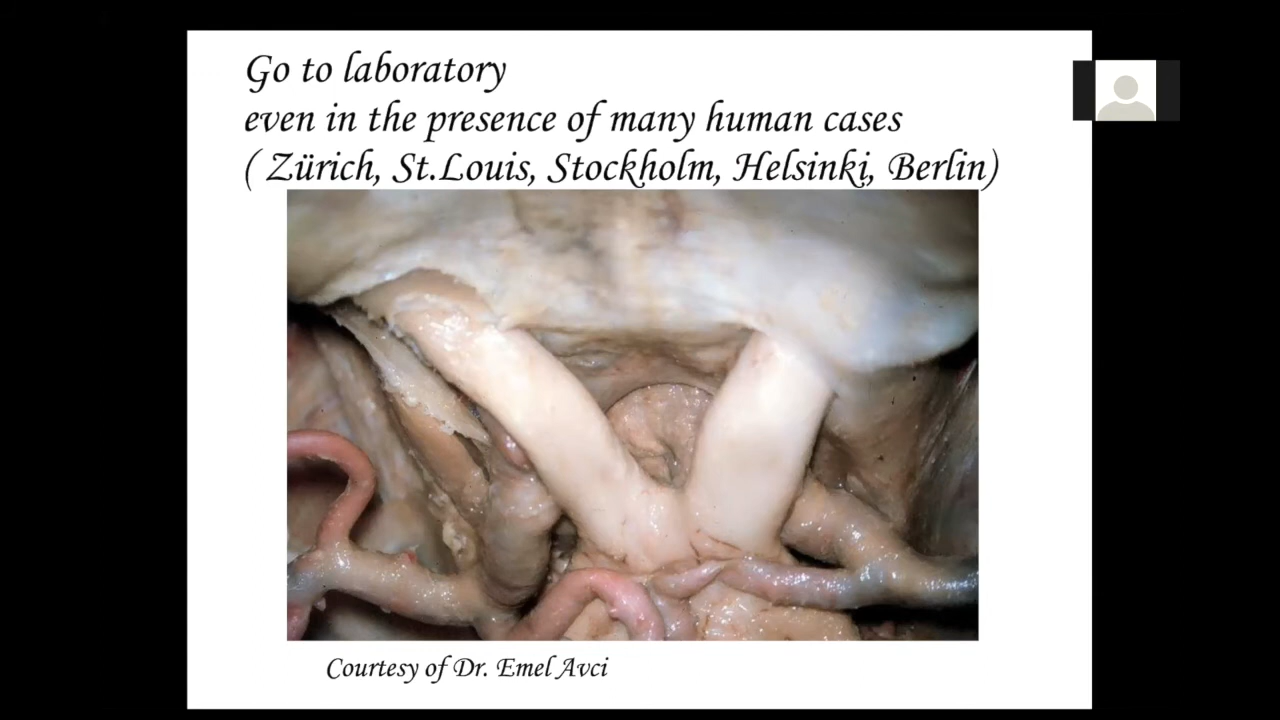 Go to laboratory
even in the presence of many human cases
( Zürich, St.Louis, Stockholm, Helsinki, Berlin)
Courtesy of Dr. Emel Avci